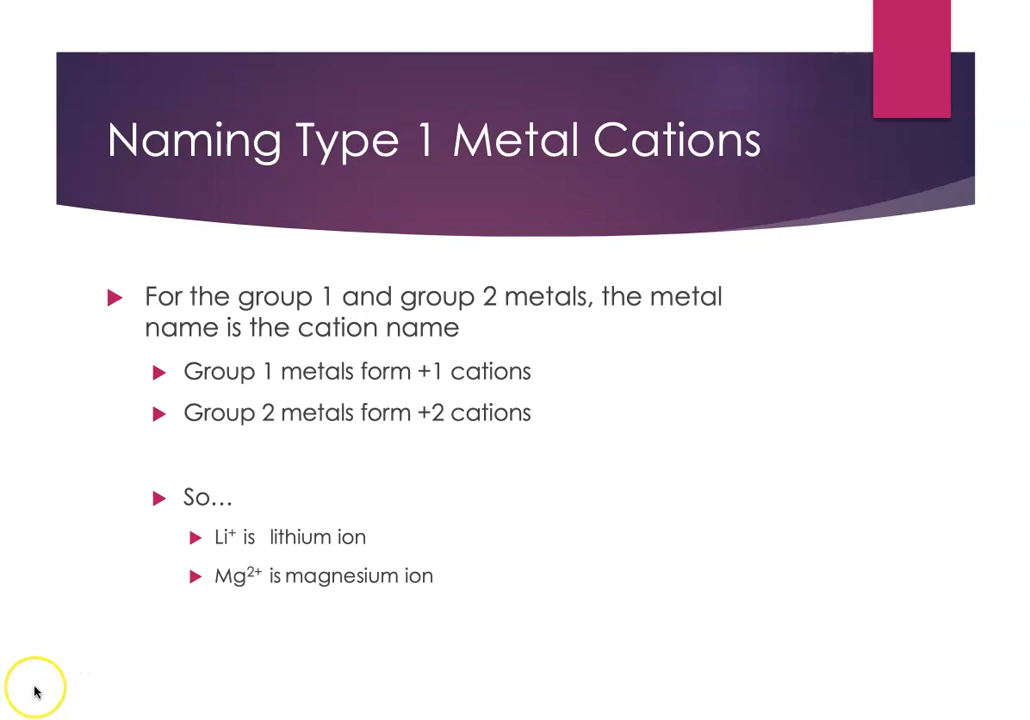 Naming Type 1 Metal Cations
For the group 1 and group 2 metals, the metal
name is the cation name
Group 1 metals form +1 cations
Group 2 metals form +2 cations
So...
Li⁺ is lithium ion
Mg²⁺ is magnesium ion